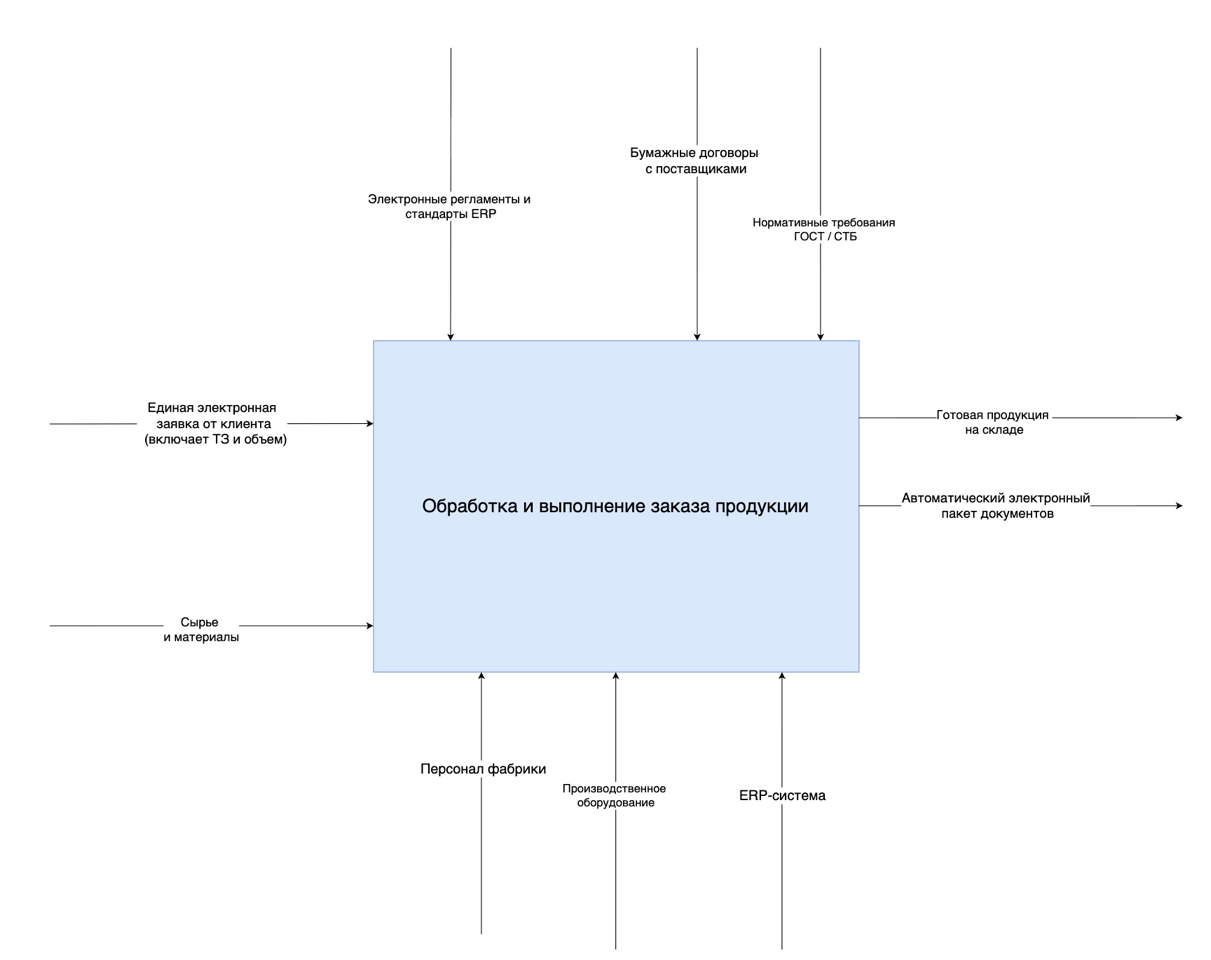 Бумажные договоры
с поставщиками
Электронные регламенты и
стандарты ERP
Нормативные требования
ГОСТ / СТБ
Единая электронная
заявка от клиента
(включает ТЗ и объем)
Готовая продукция
на складе
Обработка и выполнение заказа продукции
Автоматический электронный
пакет документов
Сырье
и материалы
Персонал фабрики
Производственное
оборудование
ERP-система